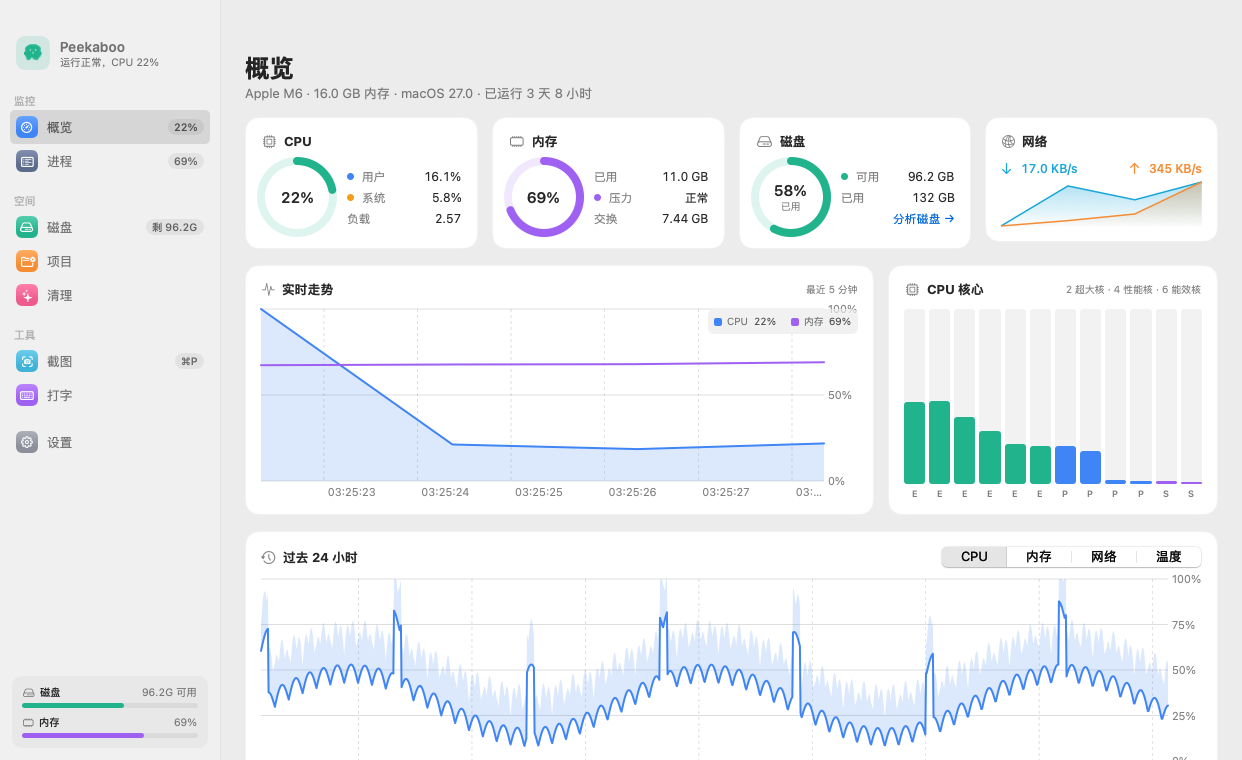 Peekaboo
运行正常，CPU 22%
监控
概览 22%
进程 69%
空间
磁盘 剩 96.2G
项目
清理
工具
截图 ⌘P
打字
设置
磁盘 96.2G 可用
内存 69%
概览
Apple M6 · 16.0 GB 内存 · macOS 27.0 · 已运行 3 天 8 小时
CPU
22%
用户 16.1%
系统 5.8%
负载 2.57
内存
69%
已用 11.0 GB
压力 正常
交换 7.44 GB
磁盘
58%
已用
可用 96.2 GB
已用 132 GB
分析磁盘 →
网络
↓ 17.0 KB/s ↑ 345 KB/s
实时走势 最近 5 分钟
CPU 22% 内存 69%
100%
50%
0%
03:25:23 03:25:24 03:25:25 03:25:26 03:25:27 03:...
CPU 核心 2 超大核 · 4 性能核 · 6 能效核
E E E E E E P P P P S S
过去 24 小时 CPU 内存 网络 温度
100%
75%
50%
25%
0%